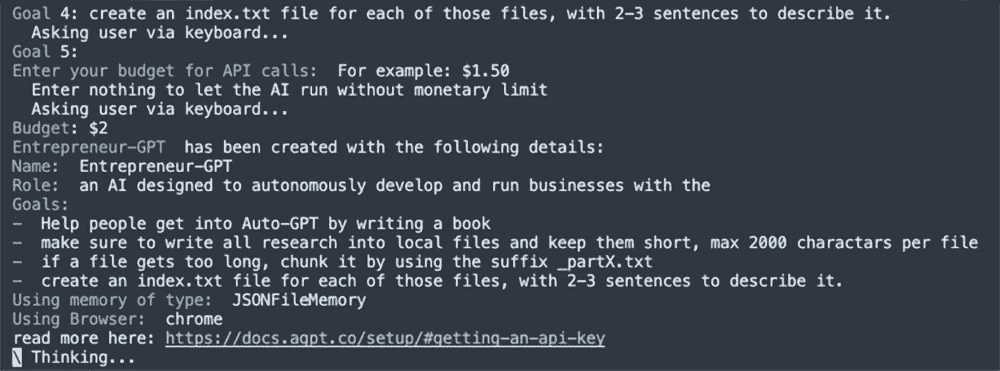 Goal 4: create an index.txt file for each of those files, with 2-3 sentences to describe it.
Asking user via keyboard...
Goal 5:
Enter your budget for API calls:  For example: $1.50
Enter nothing to let the AI run without monetary limit
Asking user via keyboard...
Budget: $2
Entrepreneur-GPT  has been created with the following details:
Name:  Entrepreneur-GPT
Role:  an AI designed to autonomously develop and run businesses with the
Goals:
-  Help people get into Auto-GPT by writing a book
-  make sure to write all research into local files and keep them short, max 2000 charactars per file
-  if a file gets too long, chunk it by using the suffix _partX.txt
-  create an index.txt file for each of those files, with 2-3 sentences to describe it.
Using memory of type:  JSONFileMemory
Using Browser:  chrome
read more here: https://docs.agpt.co/setup/#getting-an-api-key
\ Thinking...